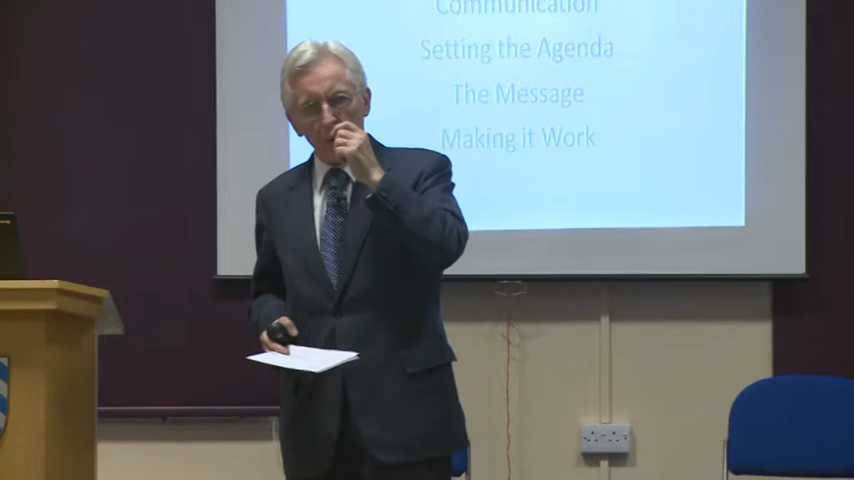 Communication
Setting the Agenda
The Message
Making it 'Work'